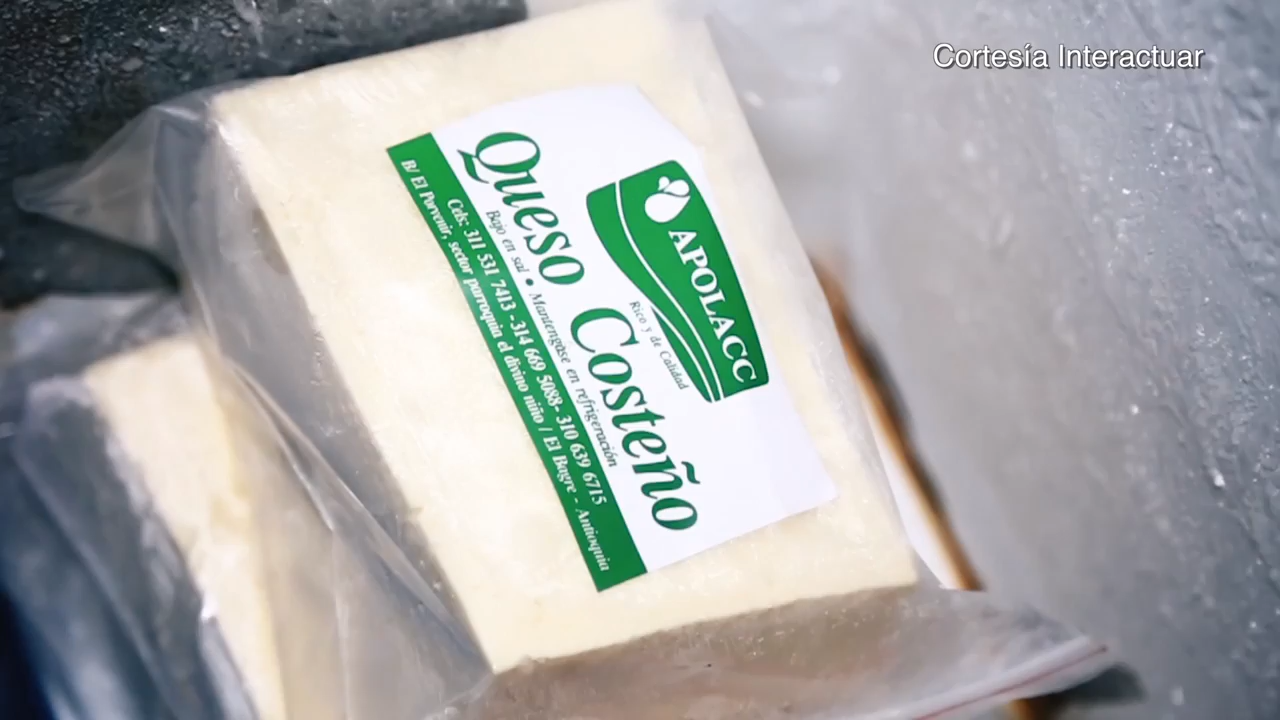 Cortesía Interactuar
APOLACC
Rico y de Calidad
Queso Costeño
Bajo en sal • Manténgase en refrigeración
Cels: 311 531 7413 -314 669 5088- 310 639 6715
B/ El Porvenir, sector parroquia el divino niño / El Bagre - Antioquia